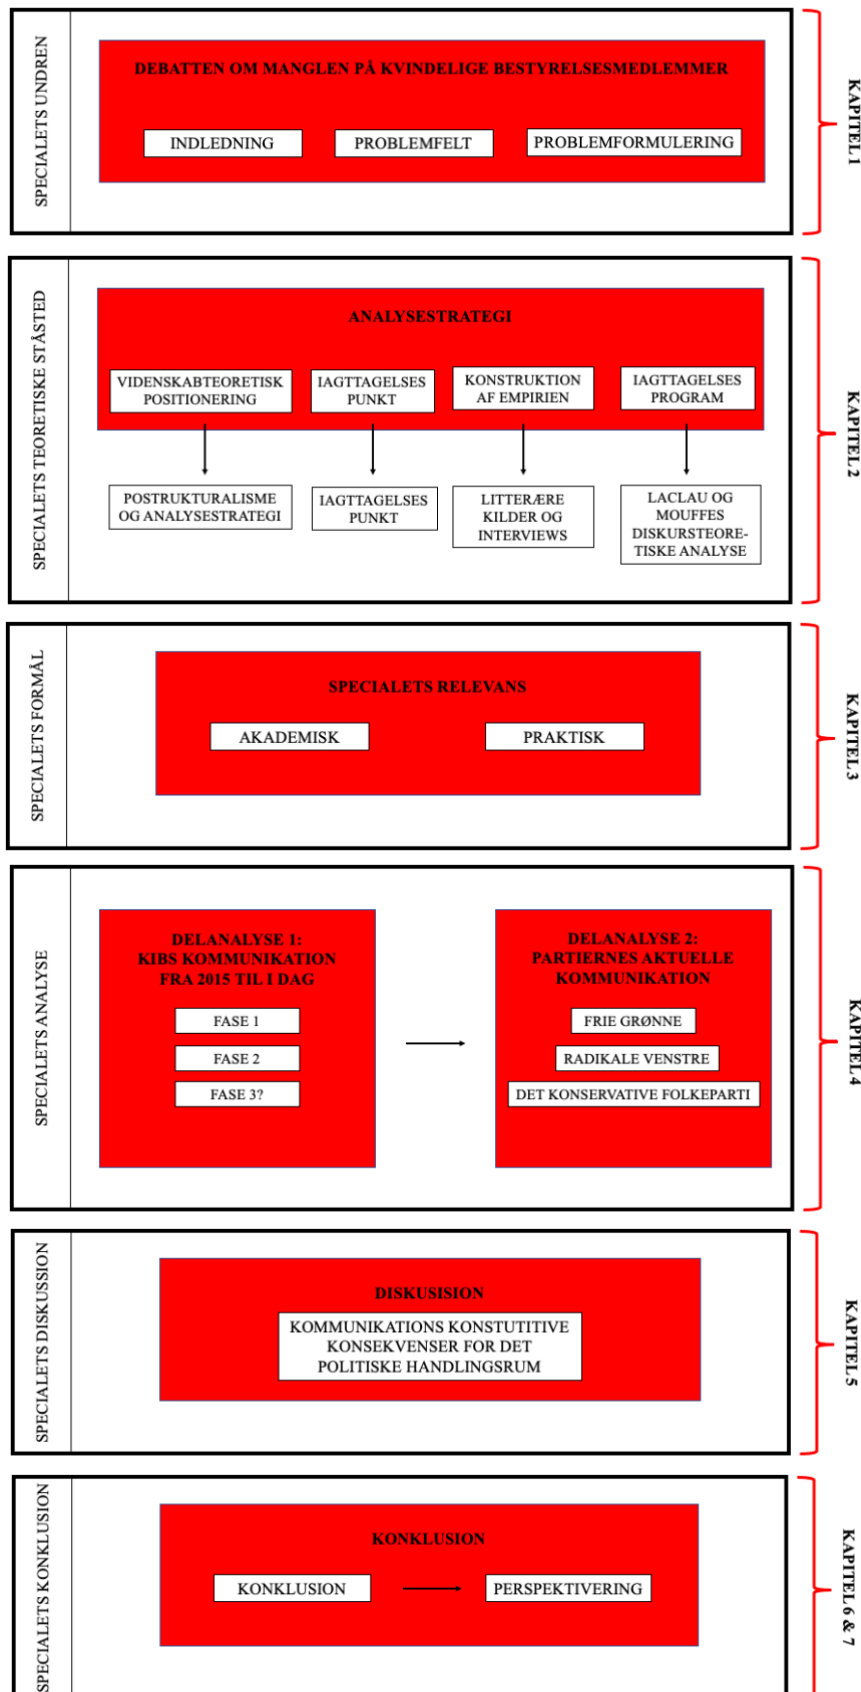 SPECIALETS UNDREN
DEBATTEN OM MANGLEN PÅ KVINDELIGE BESTYRELSESMEDLEMMER
INDLEDNING
PROBLEMFELT
PROBLEMFORMULERING
KAPITEL 1
SPECIALETS TEORETISKE STÅSTED
ANALYSESTRATEGI
VIDENSKABTEORETISK
POSITIONERING
IAGTTAGELSES
PUNKT
KONSTRUKTION
AF EMPIRIEN
IAGTTAGELSES
PROGRAM
POSTRUKTURALISME
OG ANALYSESTRATEGI
IAGTTAGELSES
PUNKT
LITTERÆRE
KILDER OG
INTERVIEWS
LACLAU OG
MOUFFES
DISKURSTEORE-
TISKE ANALYSE
KAPITEL 2
SPECIALETS FORMÅL
SPECIALETS RELEVANS
AKADEMISK
PRAKTISK
KAPITEL 3
SPECIALETS ANALYSE
DELANALYSE 1:
KIBS KOMMUNIKATION
FRA 2015 TIL I DAG
FASE 1
FASE 2
FASE 3?
DELANALYSE 2:
PARTIERNES AKTUELLE
KOMMUNIKATION
FRIE GRØNNE
RADIKALE VENSTRE
DET KONSERVATIVE FOLKEPARTI
KAPITEL 4
SPECIALETS DISKUSSION
DISKUSISION
KOMMUNIKATIONS KONSTUTITIVE
KONSEKVENSER FOR DET
POLITISKE HANDLINGSRUM
KAPITEL 5
SPECIALETS KONKLUSION
KONKLUSION
KONKLUSION
PERSPEKTIVERING
KAPITEL 6 & 7